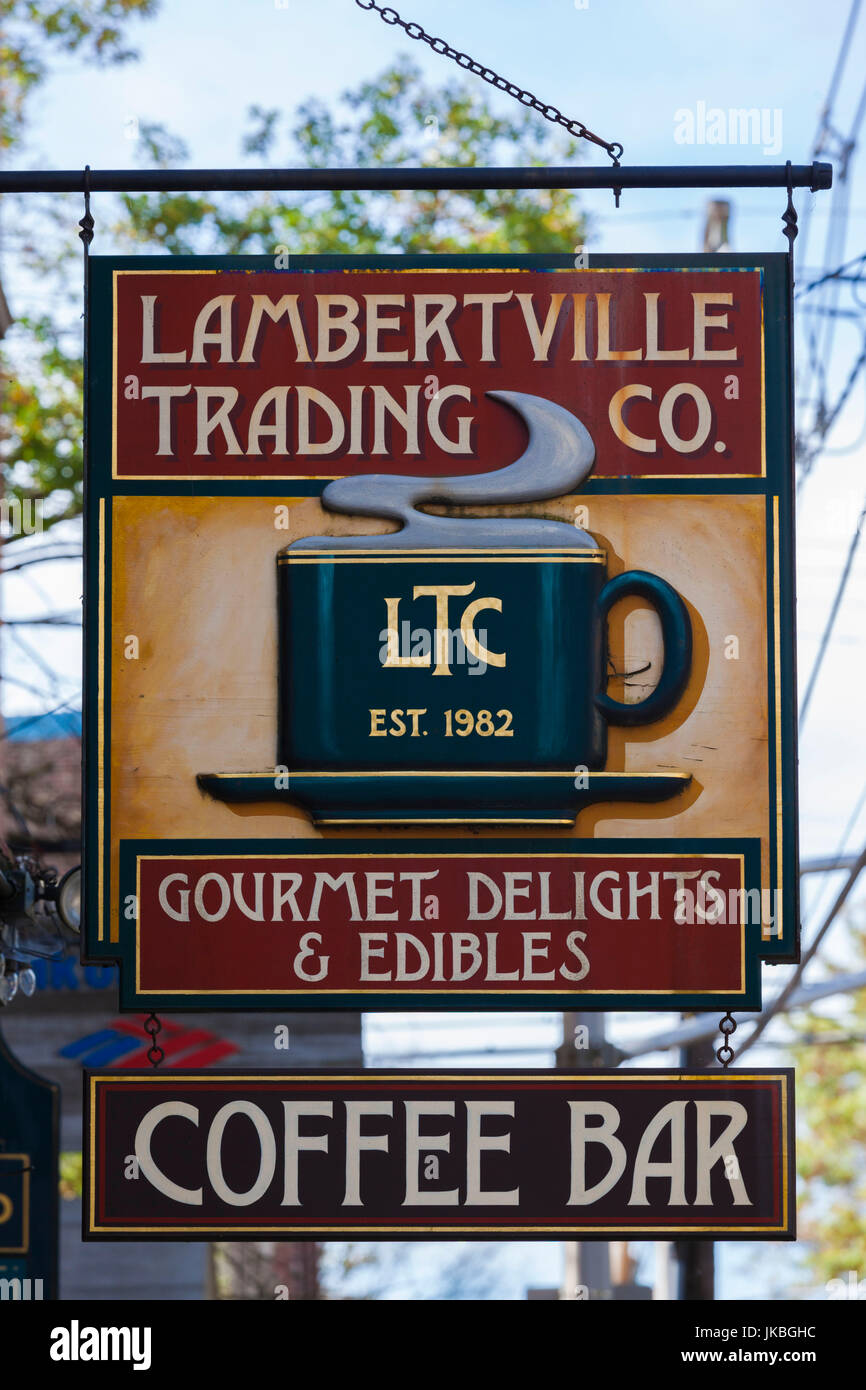 LAMBERTVILLE
TRADING CO.
LTC
EST. 1982
GOURMET DELIGHTS
& EDIBLES
COFFEE BAR
alamy
alamy
Image ID: JKBGHC
www.alamy.com